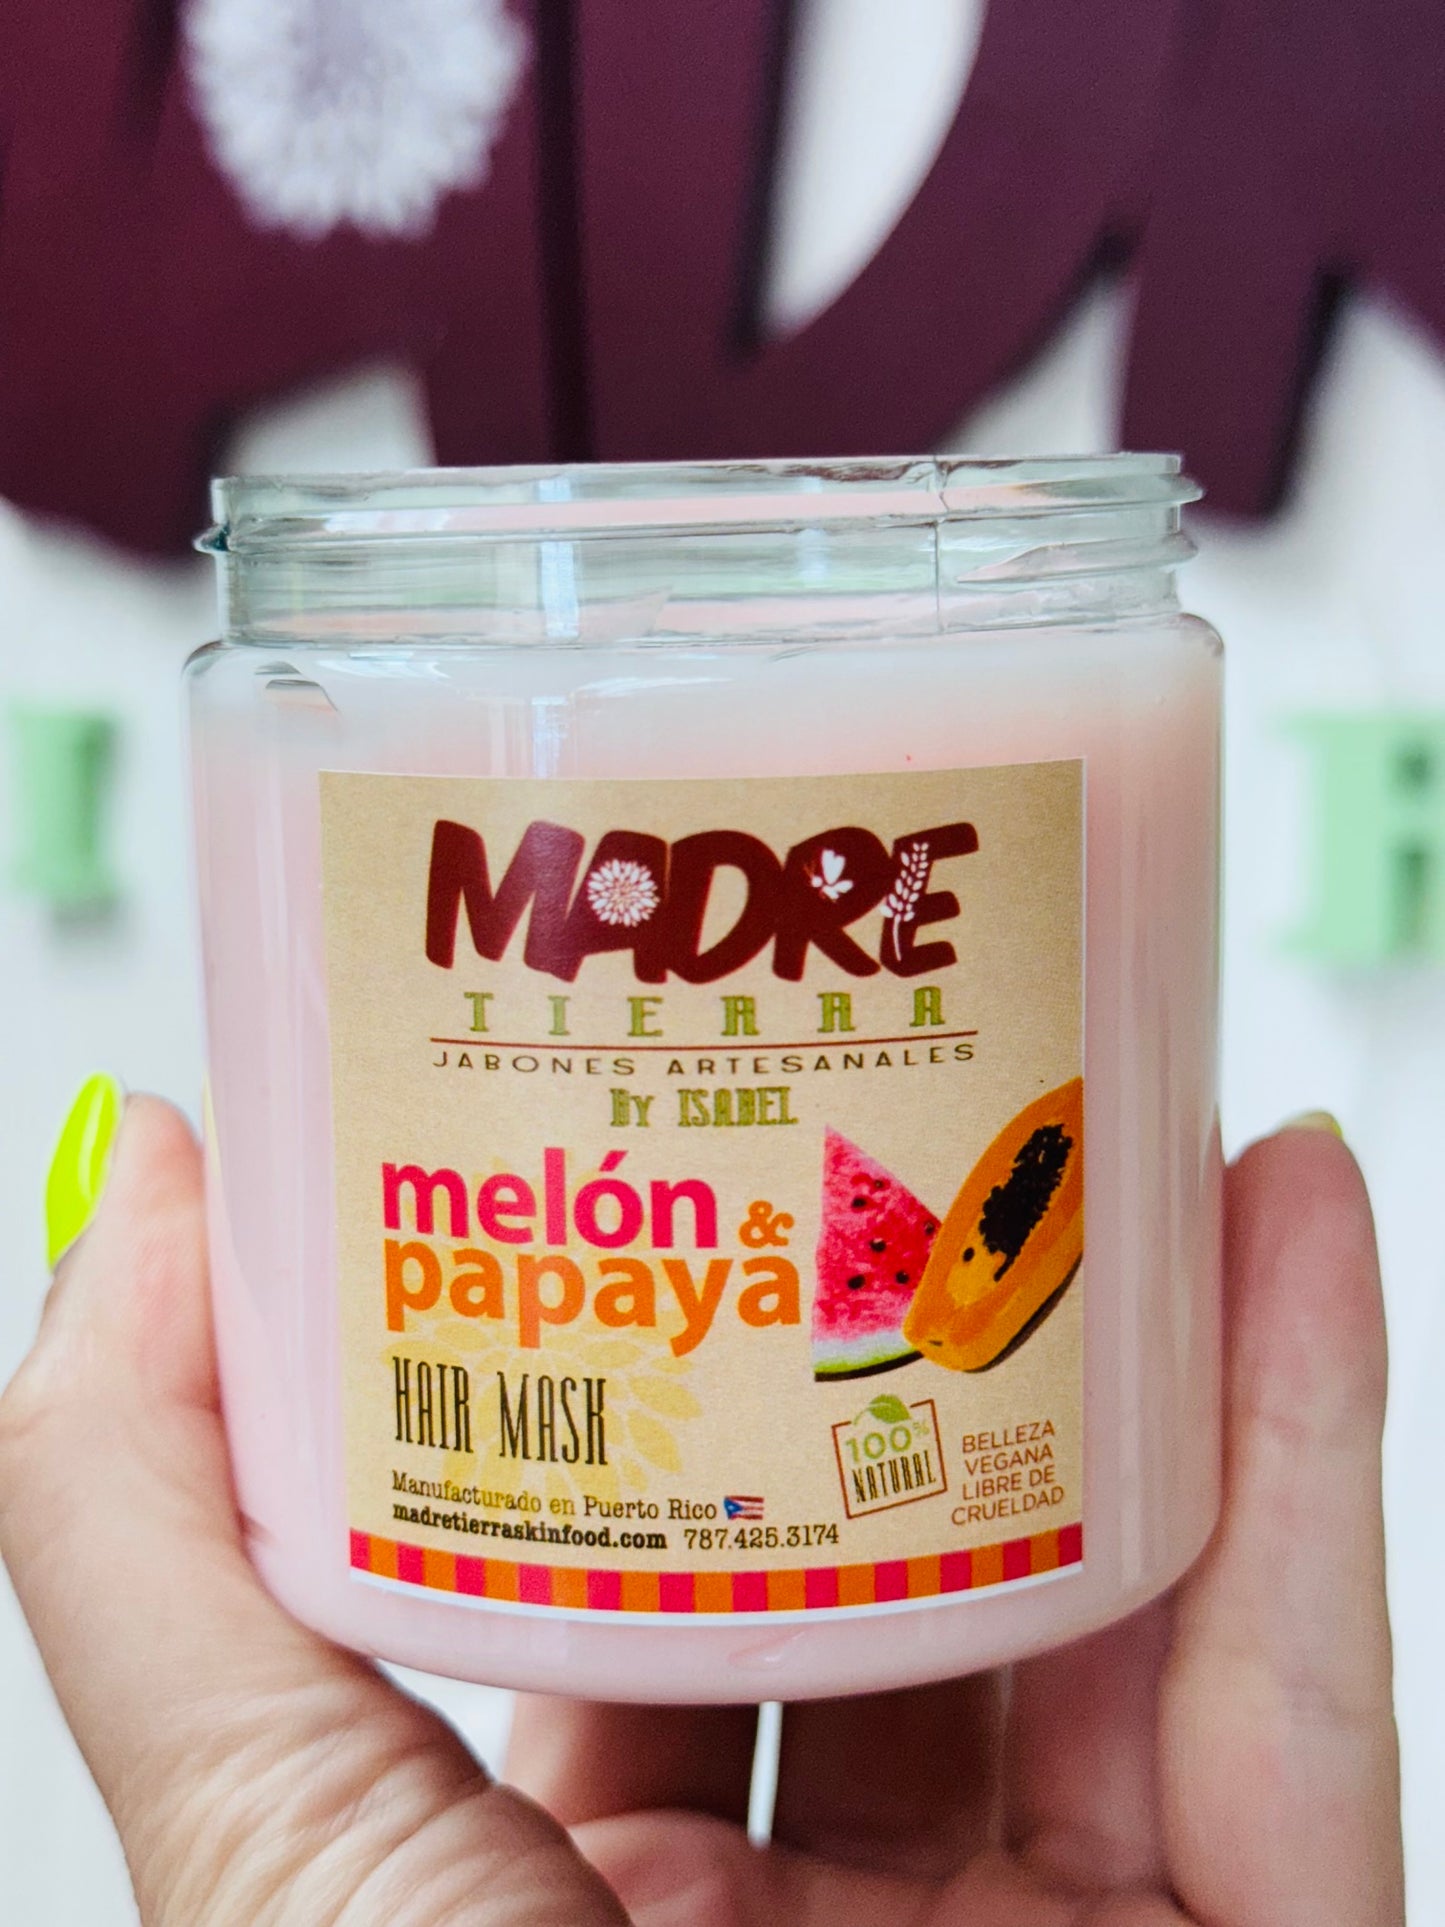 MADRE
TIERRA
JABONES ARTESANALES
By ISABEL
melón &
papaya
HAIR MASK
Manufacturado en Puerto Rico
madretierraskinfood.com 787.425.3174
100%
NATURAL
BELLEZA
VEGANA
LIBRE DE
CRUELDAD